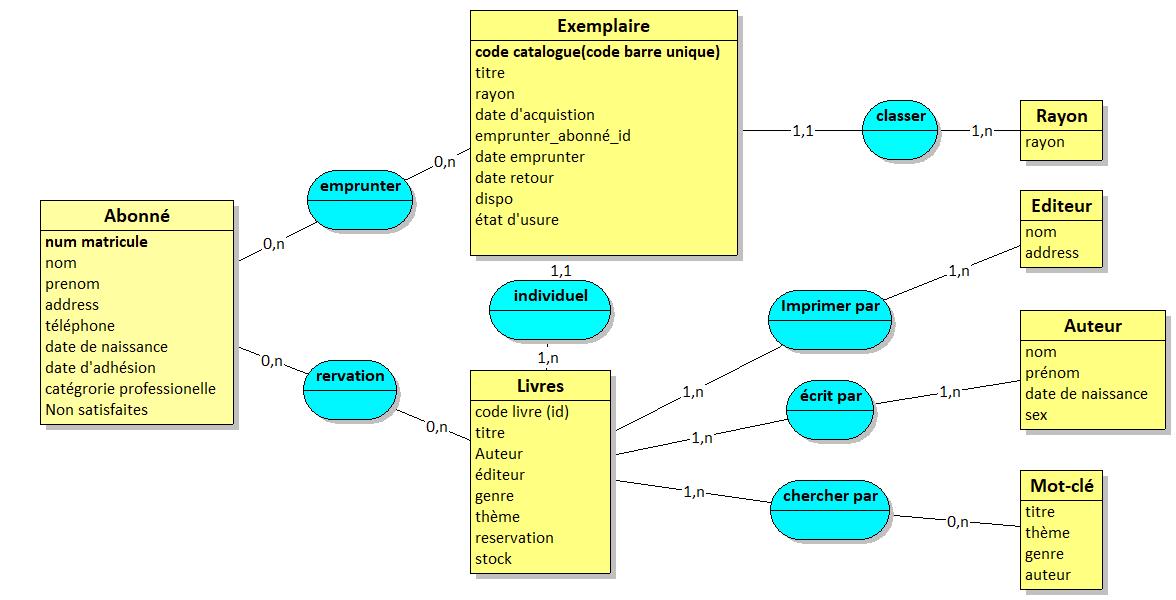 Exemplaire
code catalogue(code barre unique)
titre
rayon
date d'acquistion
emprunter_abonné_id
date emprunter
date retour
dispo
état d'usure
1,1
classer
1,n
Rayon
rayon
0,n
emprunter
0,n
Abonné
num matricule
nom
prenom
address
téléphone
date de naissance
date d'adhésion
catégrorie professionelle
Non satisfaites
0,n
rervation
0,n
1,1
individuel
1,n
Livres
code livre (id)
titre
Auteur
éditeur
genre
thème
reservation
stock
Editeur
nom
address
1,n
Imprimer par
1,n
Auteur
nom
prénom
date de naissance
sex
1,n
écrit par
1,n
1,n
chercher par
0,n
Mot-clé
titre
thème
genre
auteur